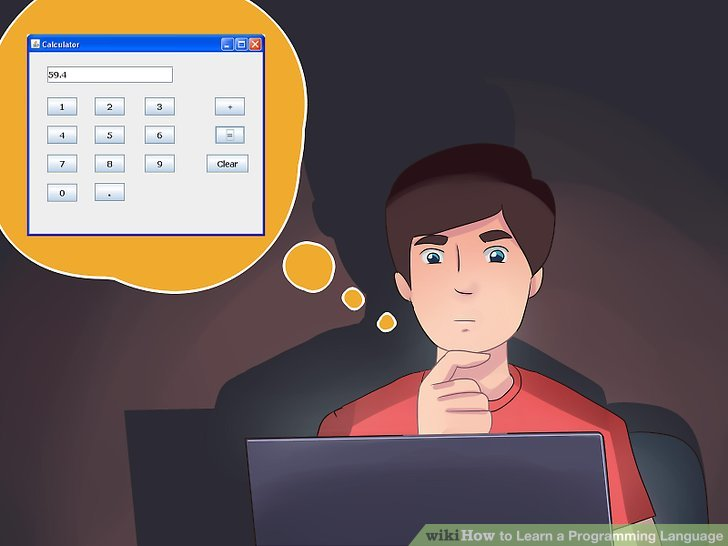 Calculator
59.4
1 2 3 +
4 5 6 =
7 8 9 Clear
0 .
wikiHow to Learn a Programming Language